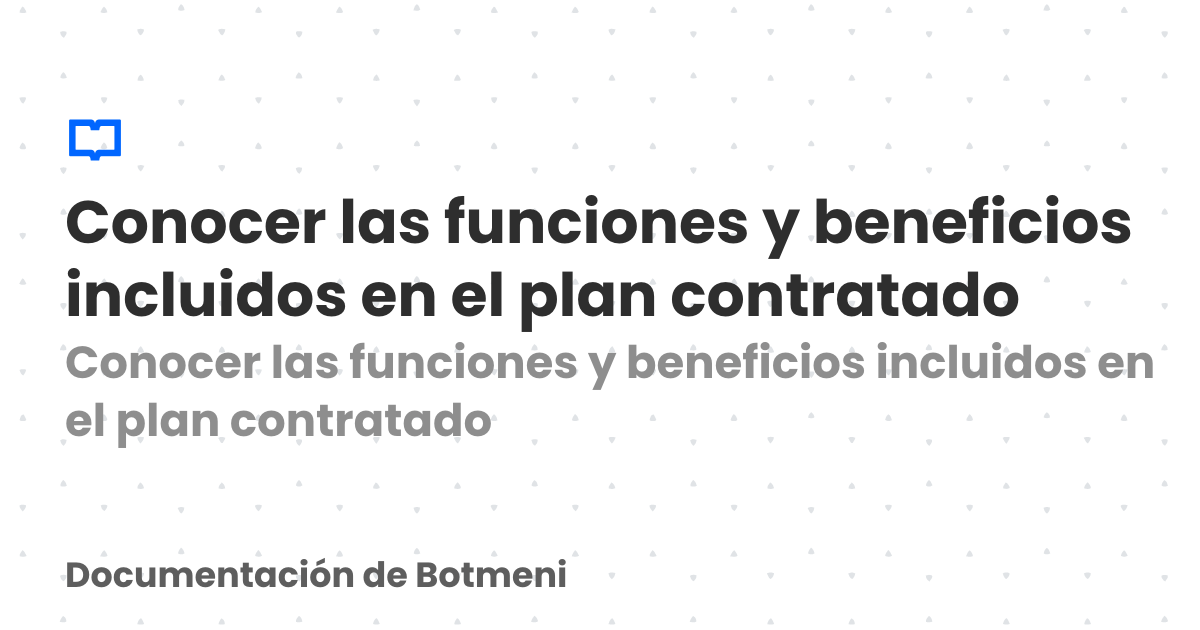 Conocer las funciones y beneficios
incluidos en el plan contratado
Conocer las funciones y beneficios incluidos en
el plan contratado
Documentación de Botmeni